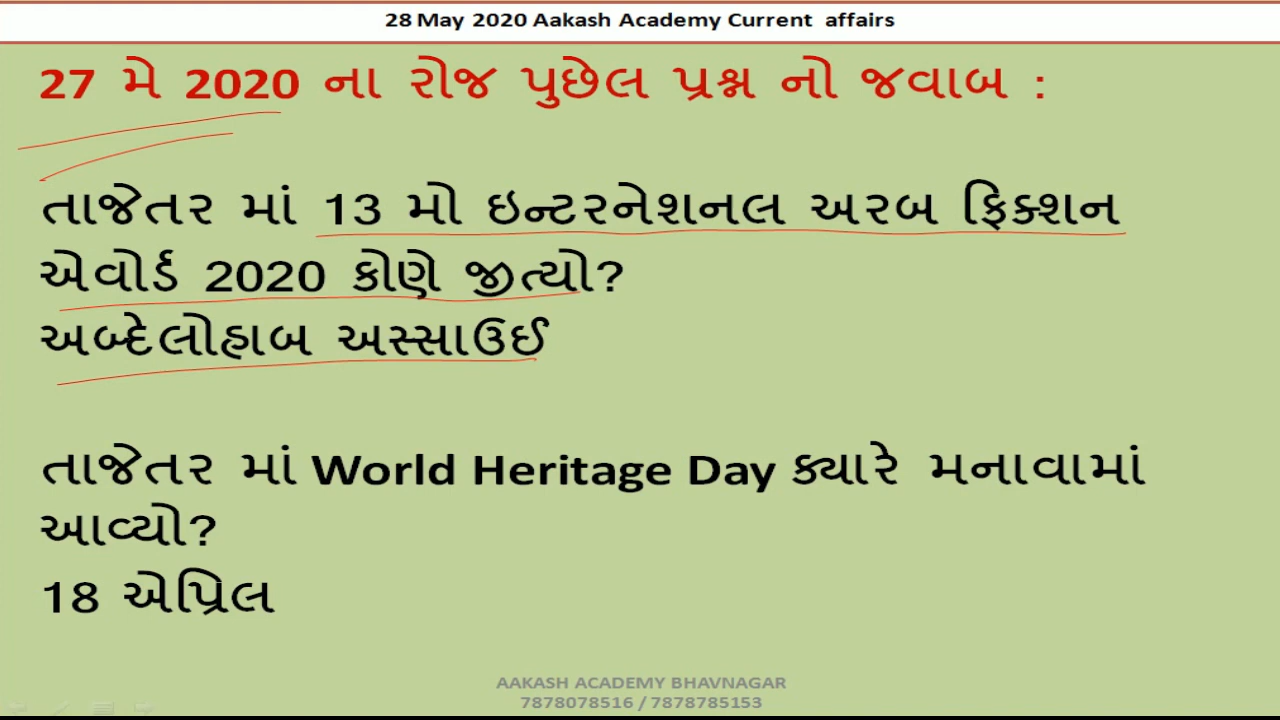 28 May 2020 Aakash Academy Current affairs
27 મે 2020 ના રોજ પુછેલ પ્રશ્ન નો જવાબ :
તાજેતર માં 13 મો ઇન્ટરનેશનલ અરબ ફિક્શન
એવોર્ડ 2020 કોણે જીત્યો?
અબ્દેલોહાબ અસ્સાઉઈ
તાજેતર માં World Heritage Day ક્યારે મનાવામાં
આવ્યો?
18 એપ્રિલ
AAKASH ACADEMY BHAVNAGAR
7878078516 / 7878785153